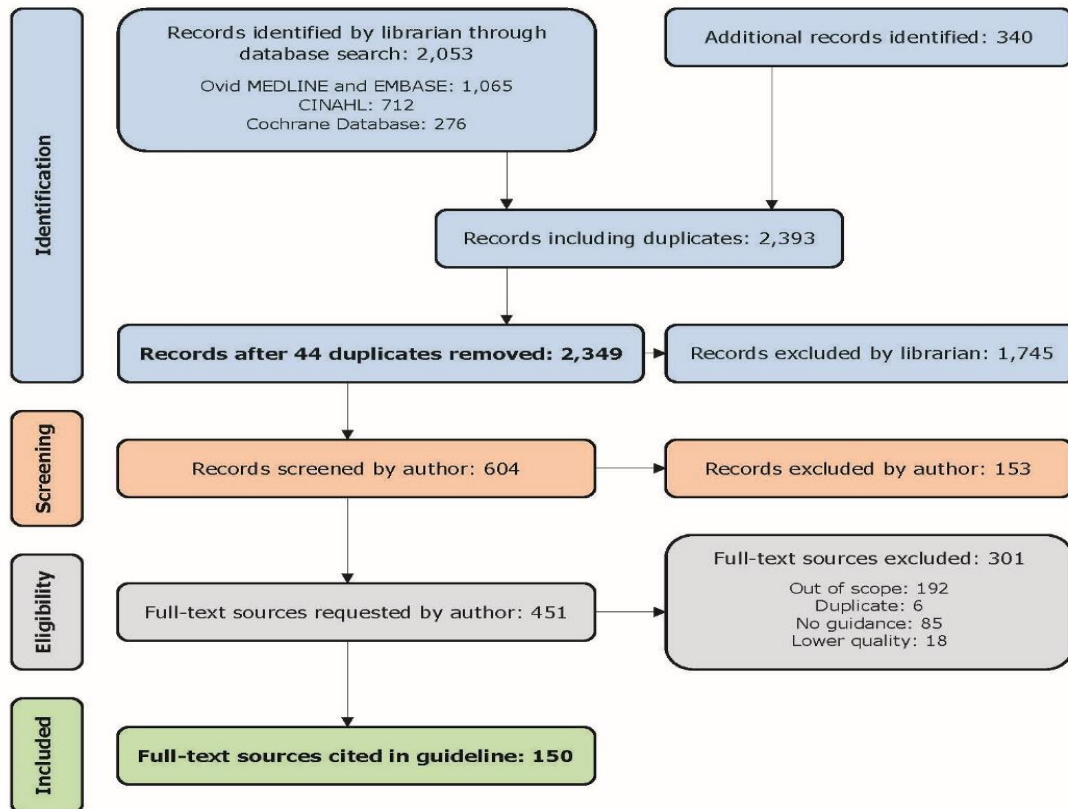 Identification
Records identified by librarian through
database search: 2,053
Ovid MEDLINE and EMBASE: 1,065
CINAHL: 712
Cochrane Database: 276
Additional records identified: 340
Records including duplicates: 2,393
Records after 44 duplicates removed: 2,349
Records excluded by librarian: 1,745
Screening
Records screened by author: 604
Records excluded by author: 153
Eligibility
Full-text sources requested by author: 451
Full-text sources excluded: 301
Out of scope: 192
Duplicate: 6
No guidance: 85
Lower quality: 18
Included
Full-text sources cited in guideline: 150